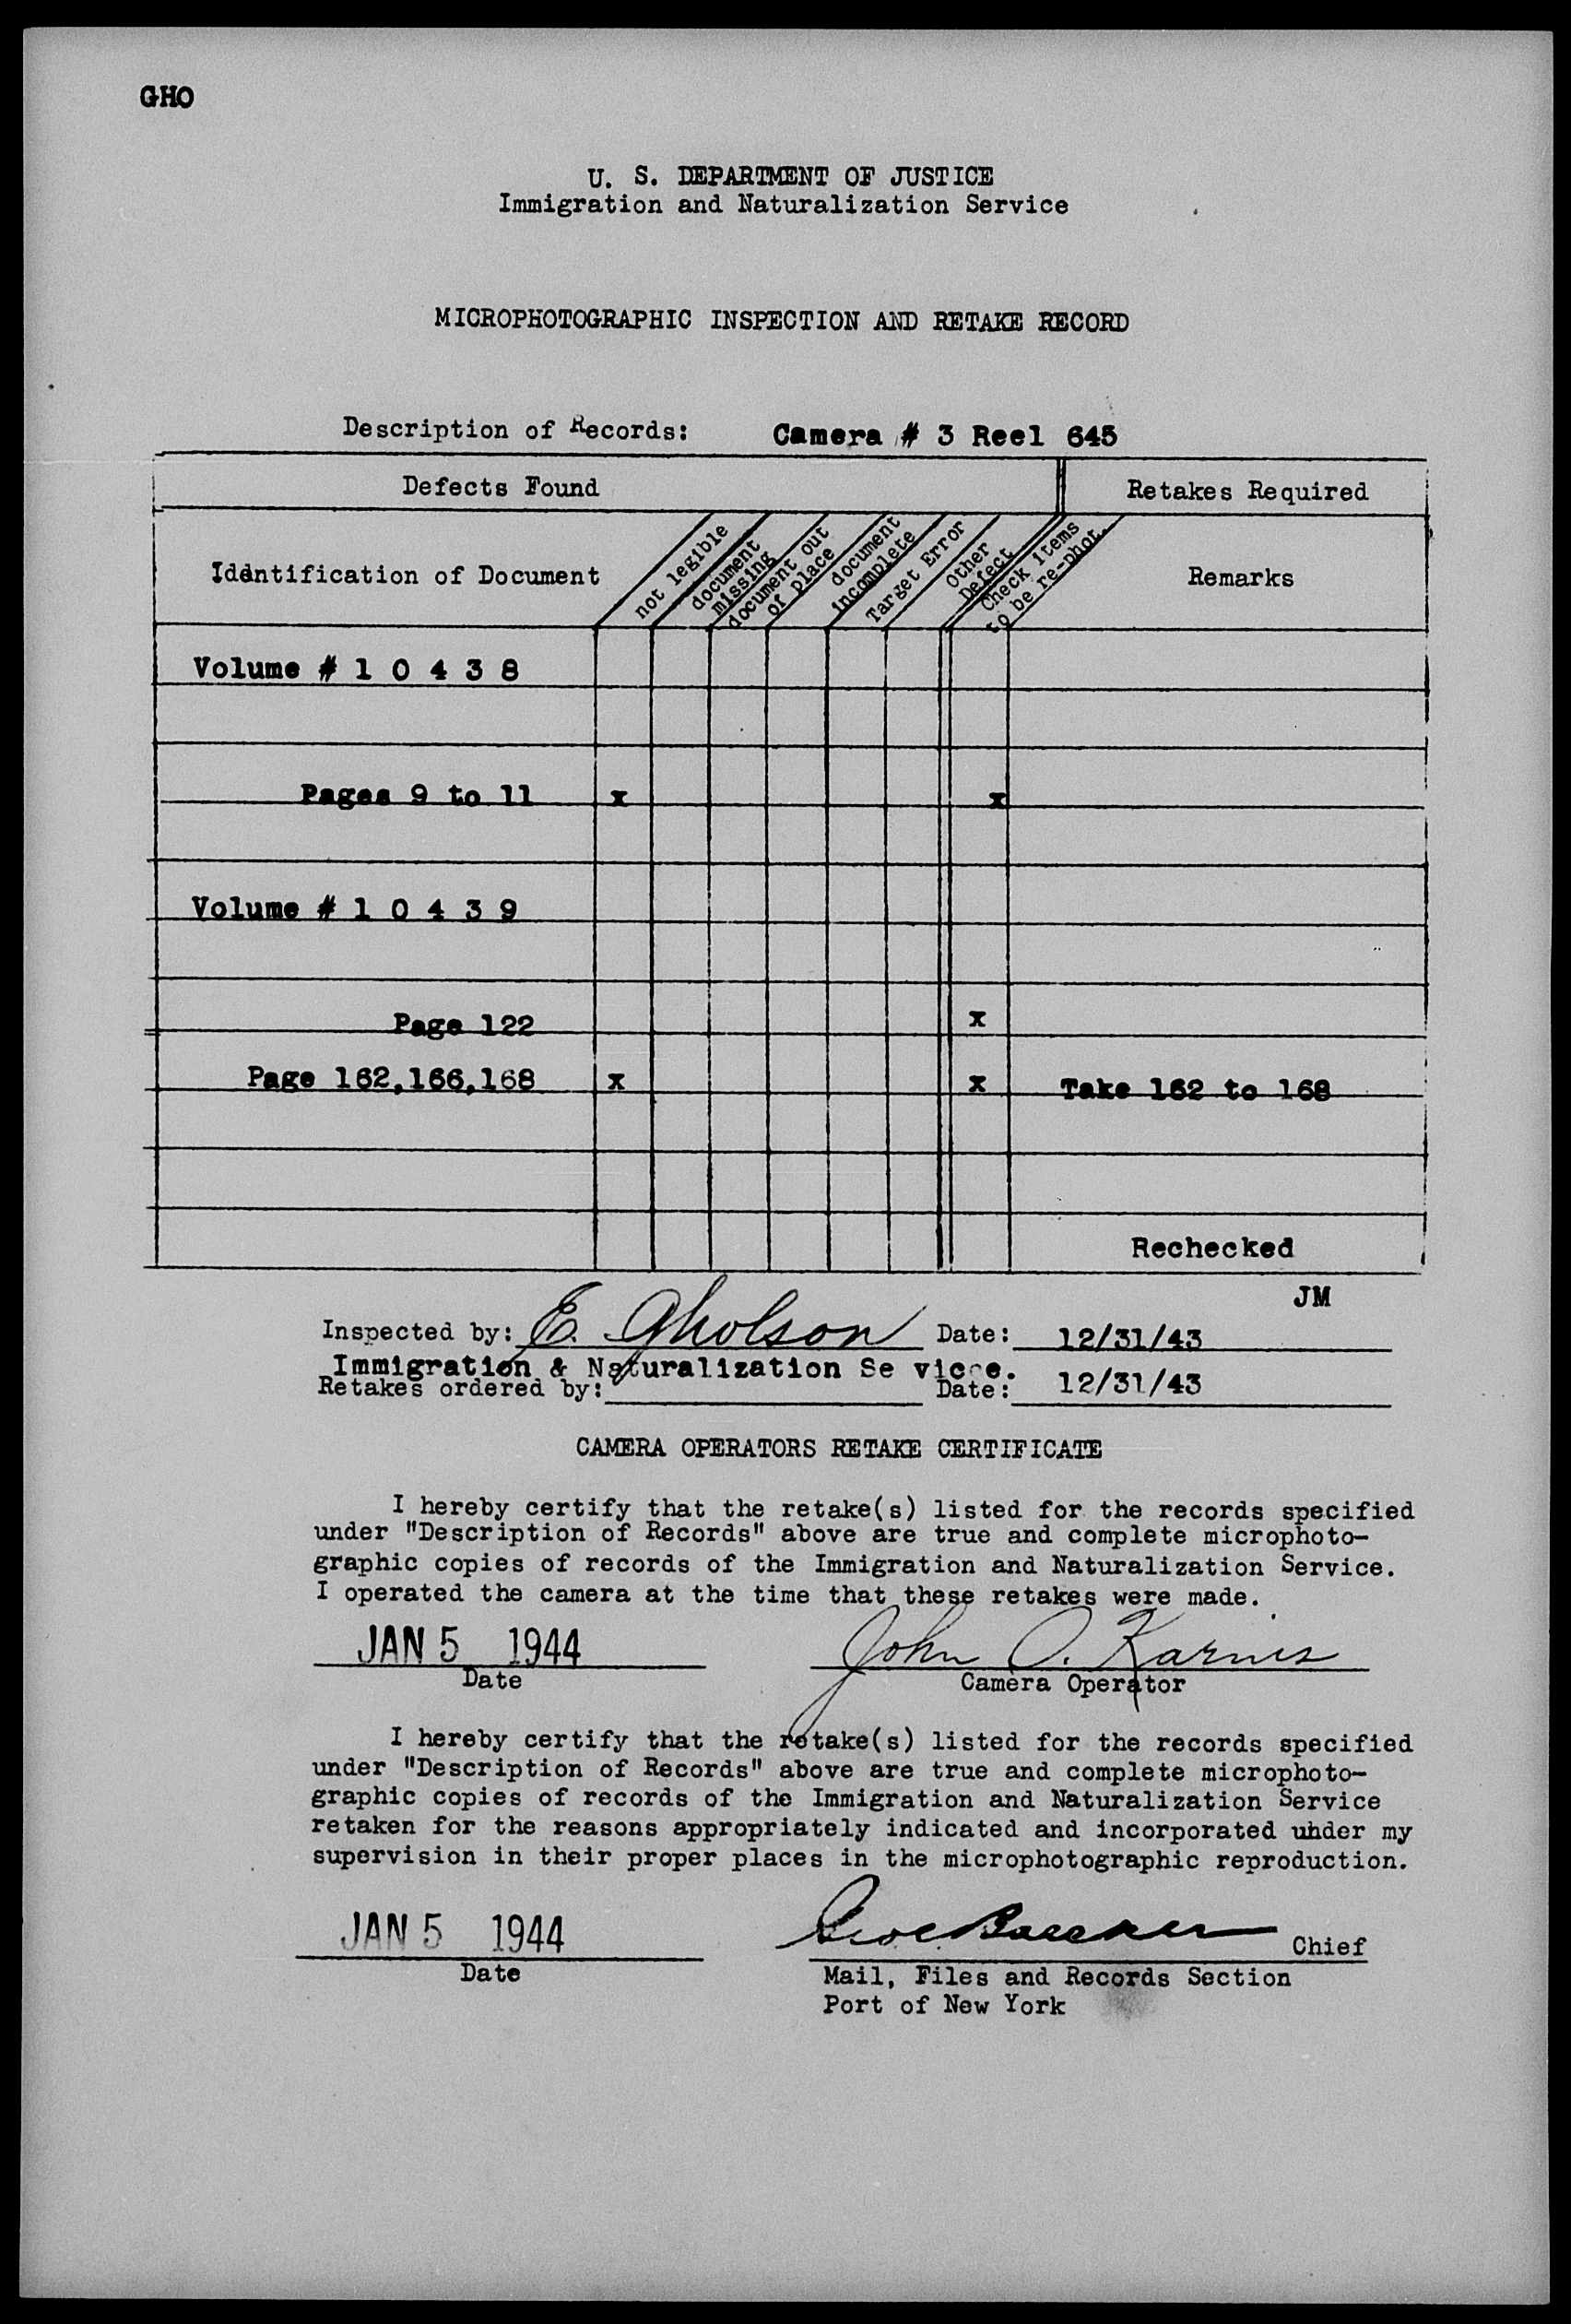 GHO
U. S. DEPARTMENT OF JUSTICE
Immigration and Naturalization Service
MICROPHOTOGRAPHIC INSPECTION AND RETAKE RECORD
Description of Records: Camera # 3 Reel 645
Defects Found
Retakes Required
Idantification of Document
not legible
document missing
document out of place
document incomplete
Target Error
Other Defect
Check items to be re-phot.
Remarks
Volume # 1 0 4 3 8
Pages 9 to 11 x x
Volume # 1 0 4 3 9
Page 122 x
Page 162,166,168 x x Take 162 to 168
Rechecked
JM
Inspected by: E. Gholson Date: 12/31/43
Immigration & Naturalization Se vice.
Retakes ordered by: Date: 12/31/43
CAMERA OPERATORS RETAKE CERTIFICATE
I hereby certify that the retake(s) listed for the records specified
under "Description of Records" above are true and complete microphoto-
graphic copies of records of the Immigration and Naturalization Service.
I operated the camera at the time that these retakes were made.
JAN 5 1944 John O. Karnes
Date Camera Operator
I hereby certify that the retake(s) listed for the records specified
under "Description of Records" above are true and complete microphoto-
graphic copies of records of the Immigration and Naturalization Service
retaken for the reasons appropriately indicated and incorporated under my
supervision in their proper places in the microphotographic reproduction.
JAN 5 1944 Chief
Date Mail, Files and Records Section
Port of New York